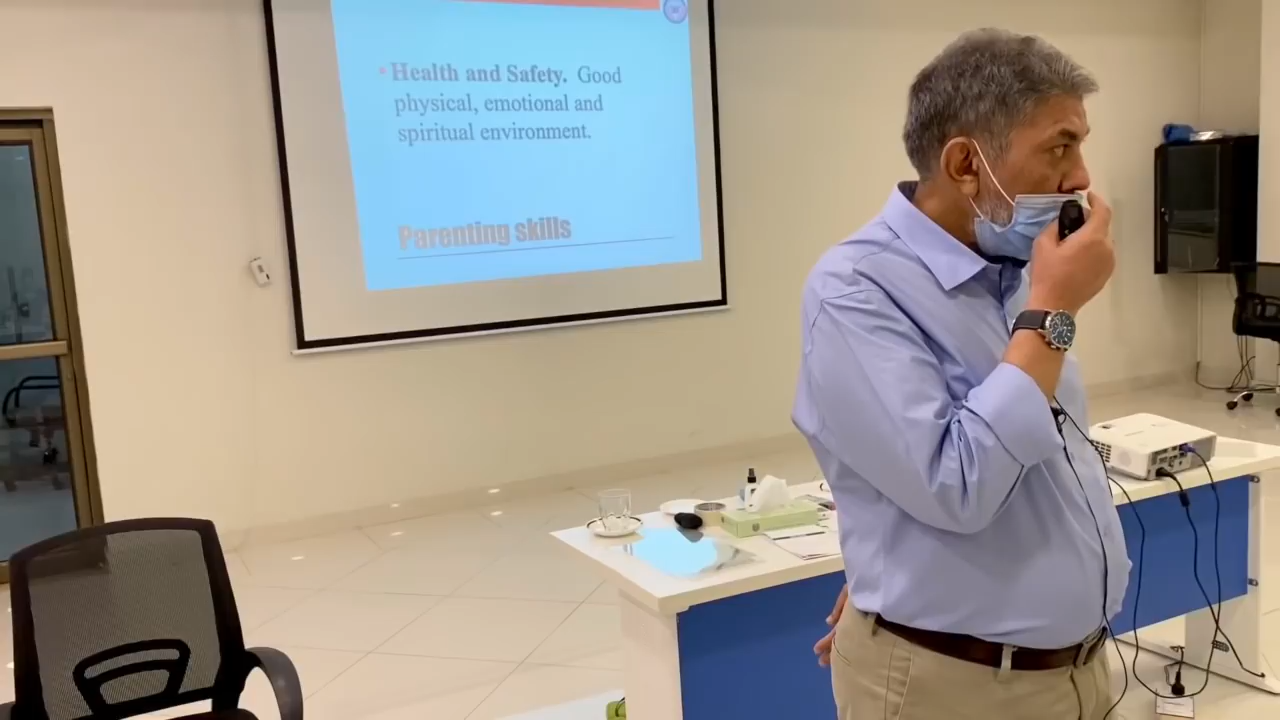 • Health and Safety. Good
physical, emotional and
spiritual environment.
Parenting skills